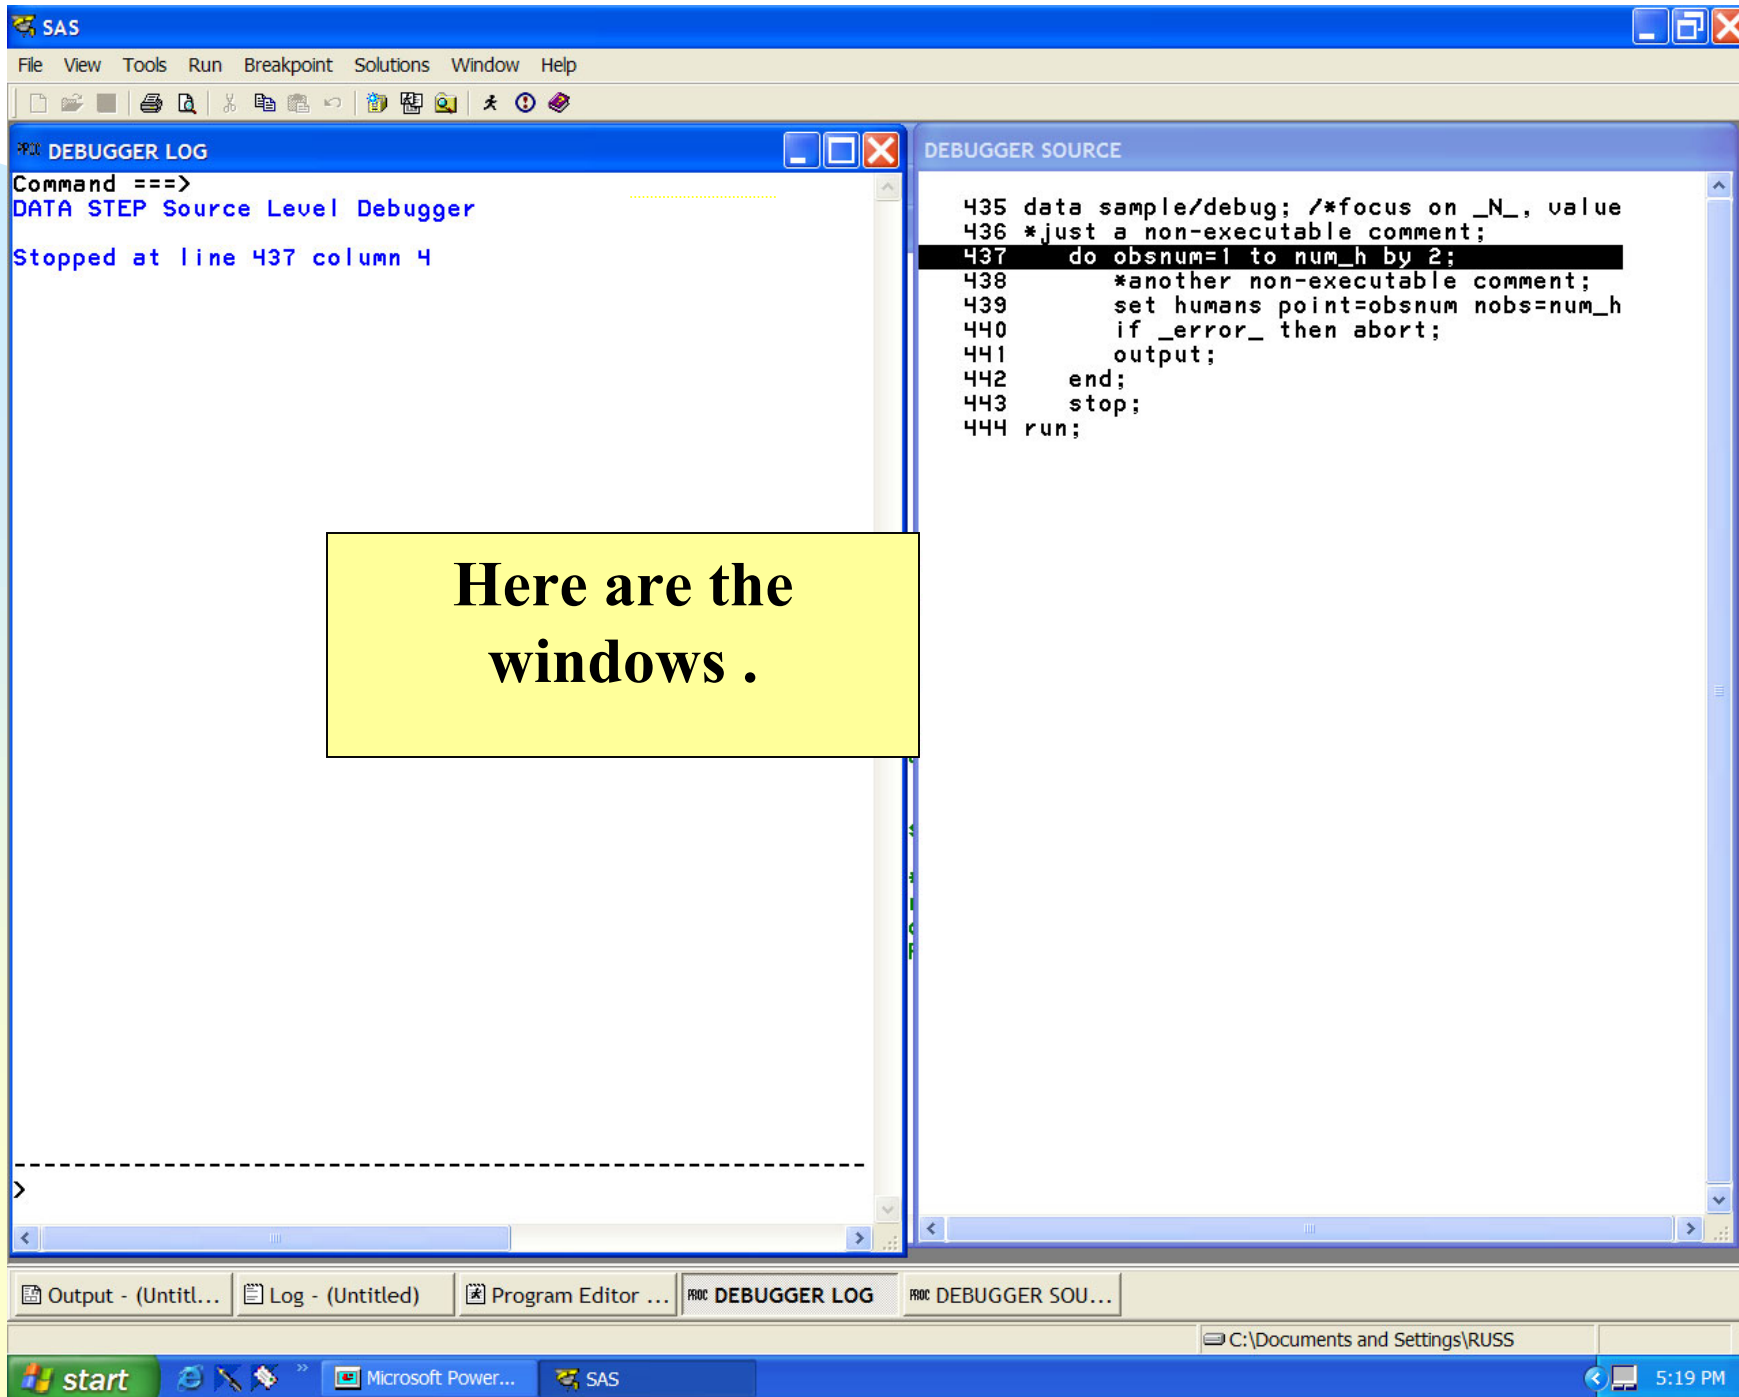 SAS
File View Tools Run Breakpoint Solutions Window Help
PROC DEBUGGER LOG
Command ===>
DATA STEP Source Level Debugger
Stopped at line 437 column 4
>
DEBUGGER SOURCE
435 data sample/debug; /*focus on _N_, value
436 *just a non-executable comment;
437 do obsnum=1 to num_h by 2;
438 *another non-executable comment;
439 set humans point=obsnum nobs=num_h
440 if _error_ then abort;
441 output;
442 end;
443 stop;
444 run;
Here are the
windows .
Output - (Untitl... Log - (Untitled) Program Editor ... PROC DEBUGGER LOG PROC DEBUGGER SOU...
C:\Documents and Settings\RUSS
start » Microsoft Power... SAS 5:19 PM